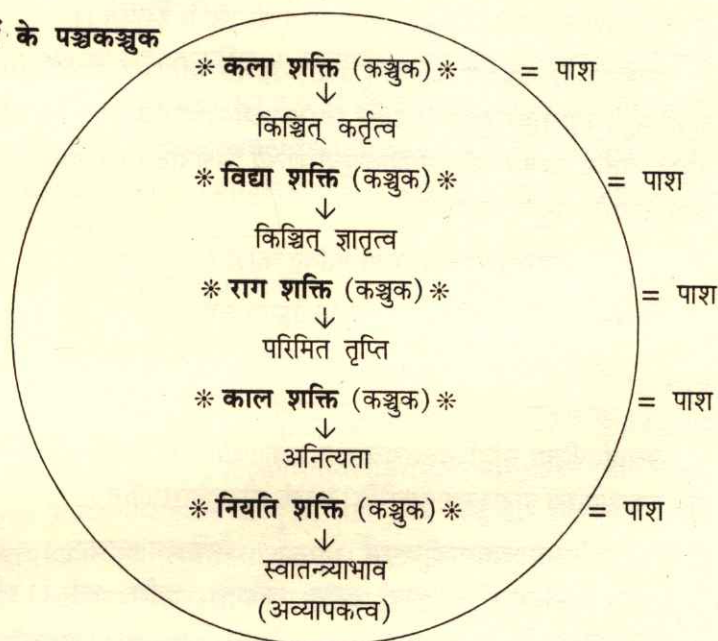 के पञ्चकञ्चुक
* कला शक्ति (कञ्चुक) * = पाश
↓
किञ्चित् कर्तृत्व
* विद्या शक्ति (कञ्चुक) * = पाश
↓
किञ्चित् ज्ञातृत्व
* राग शक्ति (कञ्चुक) * = पाश
↓
परिमित तृप्ति
* काल शक्ति (कञ्चुक) * = पाश
↓
अनित्यता
* नियति शक्ति (कञ्चुक) * = पाश
↓
स्वातन्त्र्याभाव
(अव्यापकत्व)